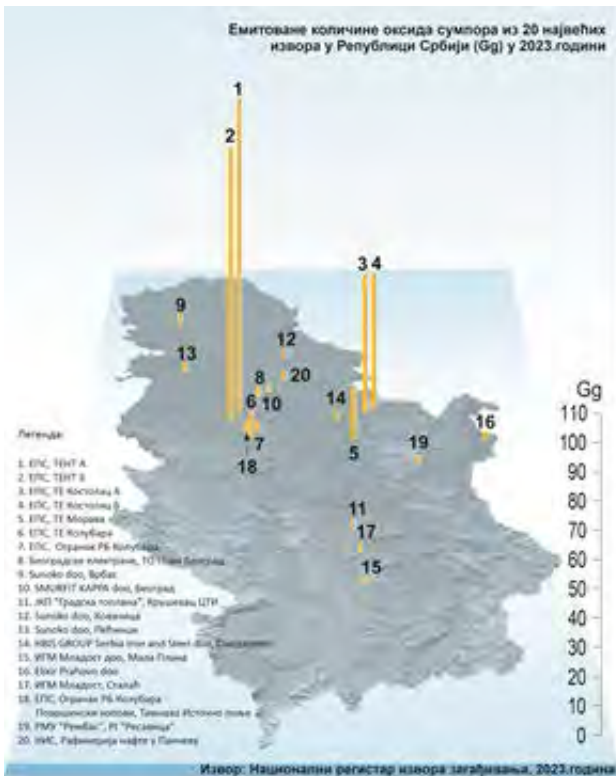 Емитоване количине оксида сумпора из 20 највећих
извора у Републици Србији (Gg) у 2023.години
1
2
3 4
9
12
13
8
20
6
10
14
16
7
5
19
18
11
17
15
Gg
110
100
90
80
70
60
50
40
30
20
10
0
Легенда:
1. ЕПС, ТЕНТ А
2. ЕПС, ТЕНТ Б
3. ЕПС, ТЕ Костолац А
4. ЕПС, ТЕ Костолац Б
5. ЕПС, ТЕ Морава
6. ЕПС, ТЕ Колубара
7. ЕПС, Огранак РБ Колубара
8. Београдске електране, ТО Нови Београд
9. Sunoko doo, Врбас
10. SMURFIT KAPPA doo, Београд
11. ЈКП "Градска топлана", Крушевац ЦТИ
12. Sunoko doo, Ковачица
13. Sunoko doo, Пећинци
14. HBIS GROUP Serbia Iron and Steel doo,
15. ИГМ Младост доо, Мала Плана
16. Elixir Prahovo doo
17. ИГМ Младост, Сталаћ
18. ЕПС, Огранак РБ Колубара
Површински копови, Тамнава Источно поље
19. РМУ "Рембас", РЈ "Ресавица"
20. НИС, Рафинерија нафте у Панчеву
Извор: Национални регистар извора загађивања, 2023.година